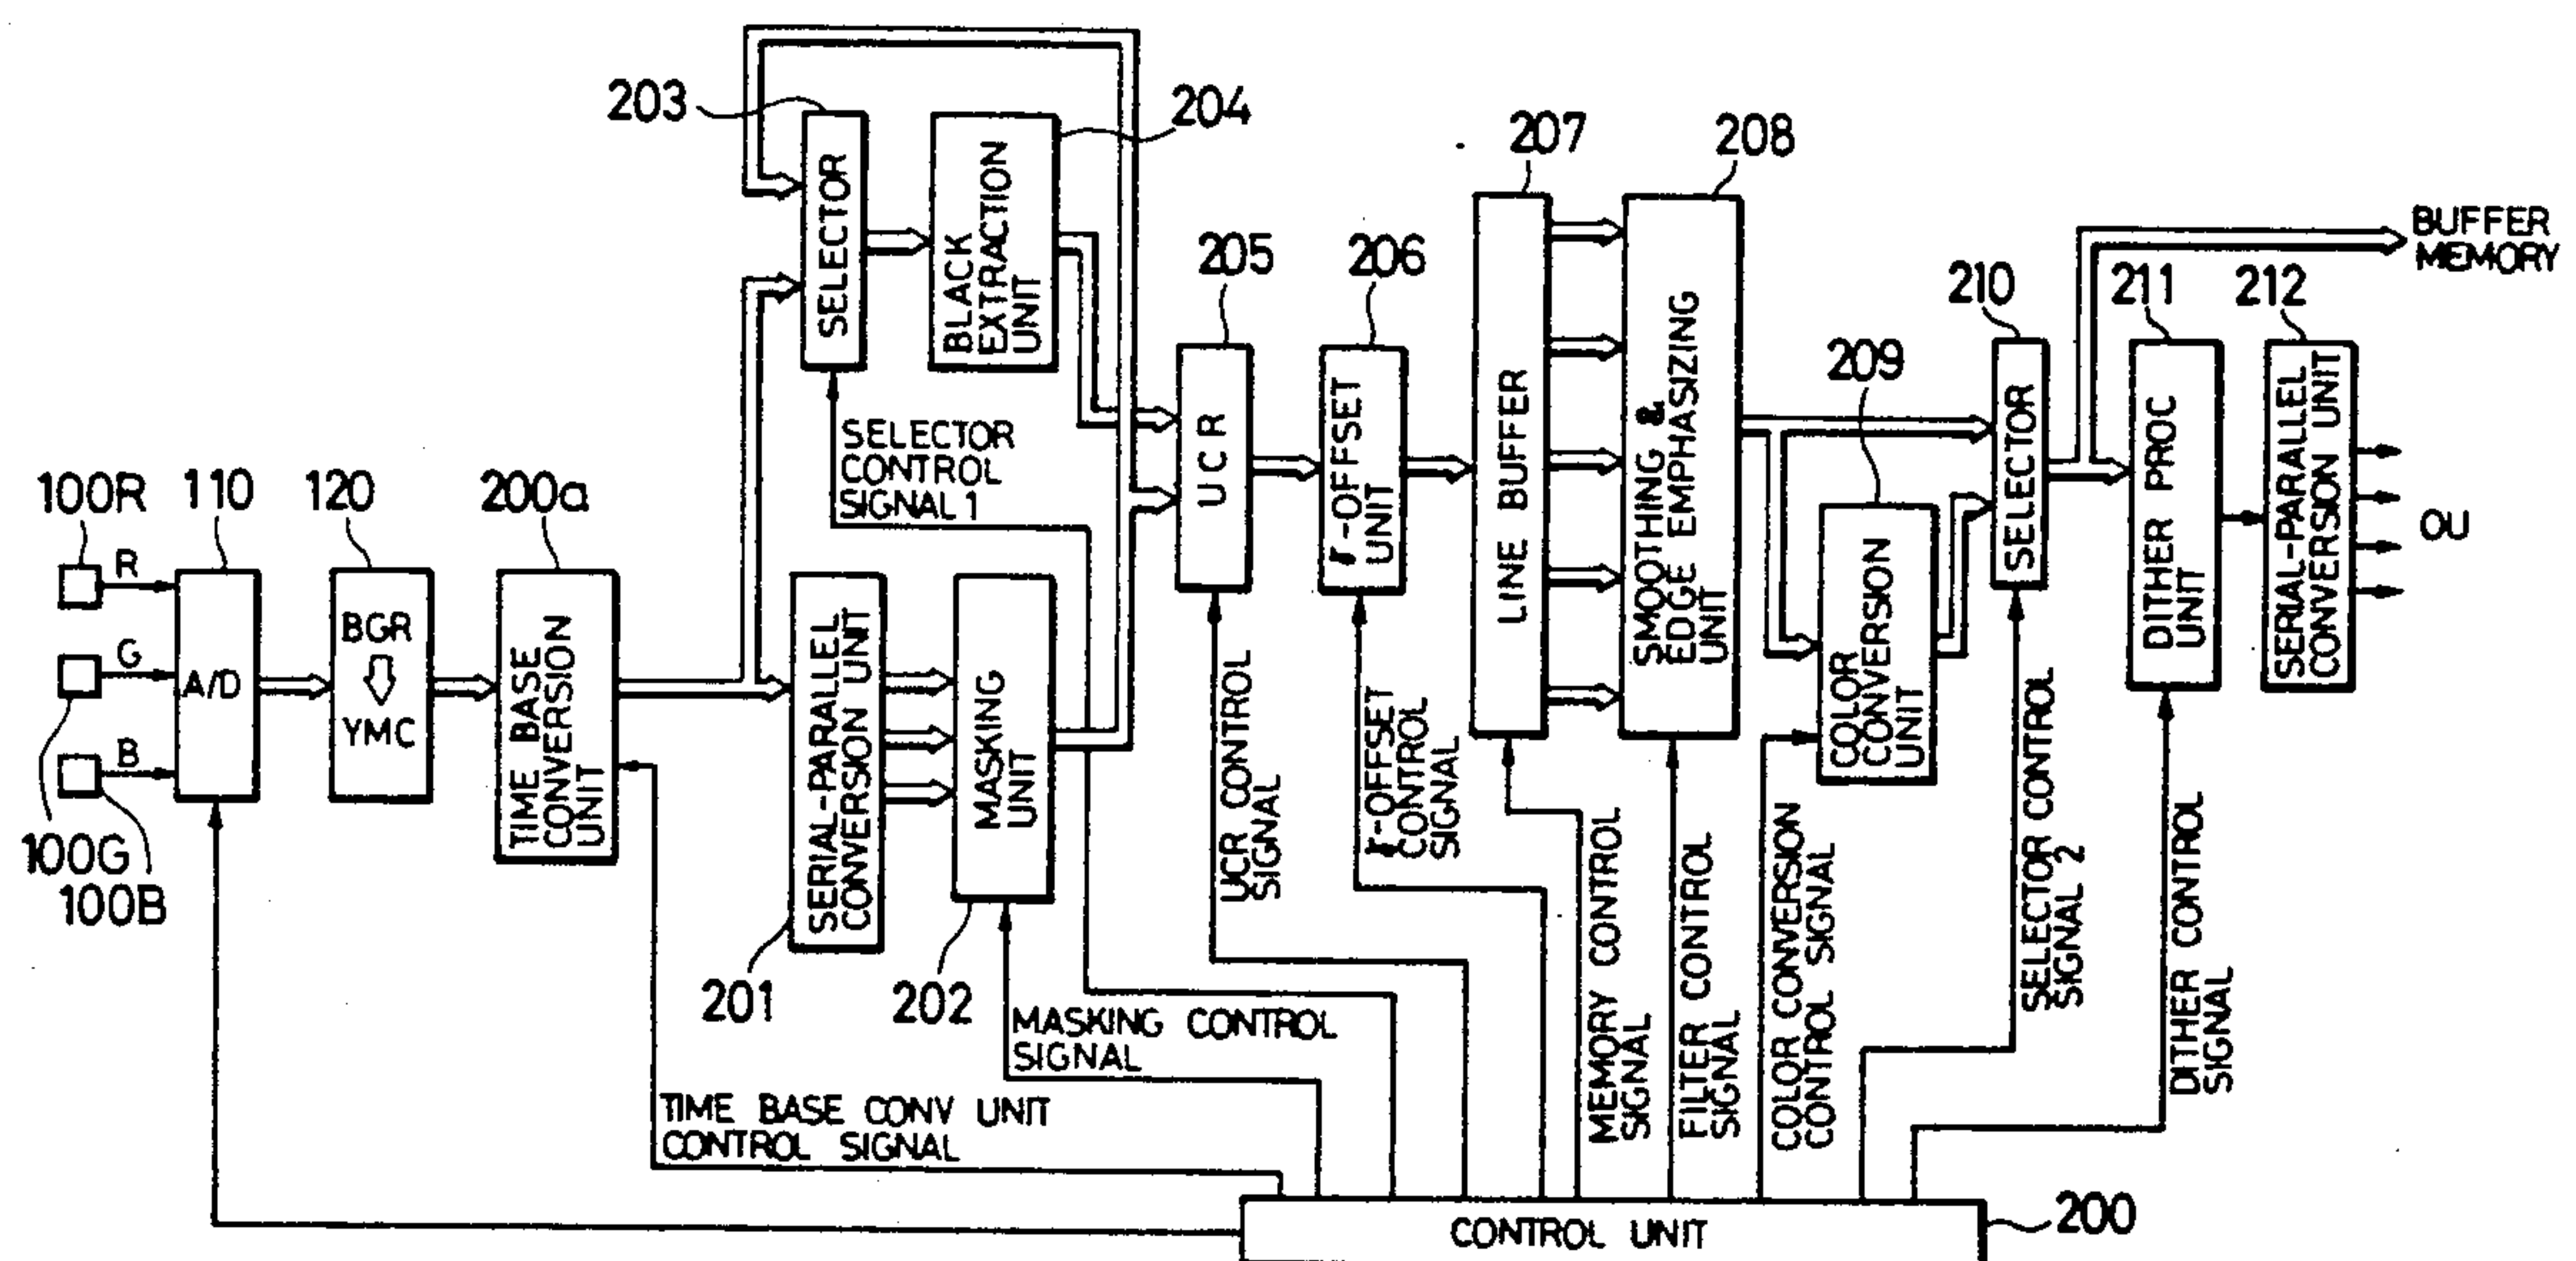 203
204
207
208
SELECTOR
BLACK
EXTRACTION
UNIT
BUFFER
MEMORY
205
206
210
211
212
SELECTOR
CONTROL
SIGNAL 1
UCR
γ-OFFSET
UNIT
LINE BUFFER
SMOOTHING &
EDGE EMPHASIZING
UNIT
209
SELECTOR
DITHER PROC
UNIT
SERIAL-PARALLEL
CONVERSION UNIT
OU
100R
110
120
200a
R
G
B
A/D
BGR
YMC
TIME BASE
CONVERSION
UNIT
SERIAL-PARALLEL
CONVERSION UNIT
MASKING
UNIT
COLOR
CONVERSION
UNIT
100G
100B
201
202
UCR CONTROL
SIGNAL
γ-OFFSET
CONTROL
SIGNAL
MEMORY CONTROL
SIGNAL
FILTER CONTROL
SIGNAL
COLOR CONVERSION
CONTROL SIGNAL
SELECTOR CONTROL
SIGNAL 2
DITHER CONTROL
SIGNAL
MASKING CONTROL
SIGNAL
TIME BASE CONV UNIT
CONTROL SIGNAL
CONTROL UNIT
200